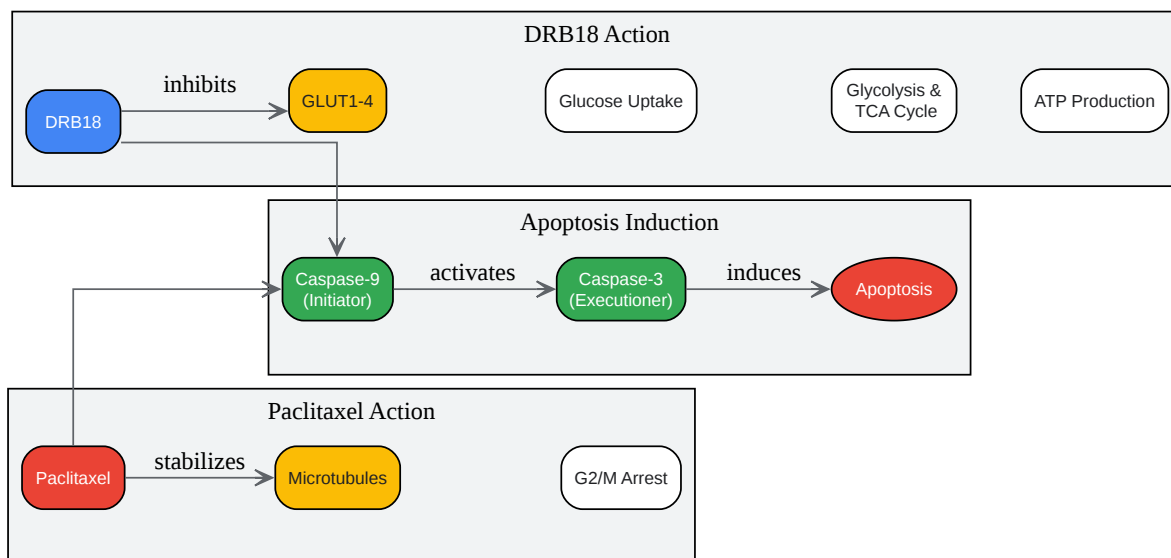 DRB18 Action
inhibits
DRB18
GLUT1-4
Glucose Uptake
Glycolysis &
TCA Cycle
ATP Production
Apoptosis Induction
Caspase-9
(Initiator)
activates
Caspase-3
(Executioner)
induces
Apoptosis
Paclitaxel Action
Paclitaxel
stabilizes
Microtubules
G2/M Arrest